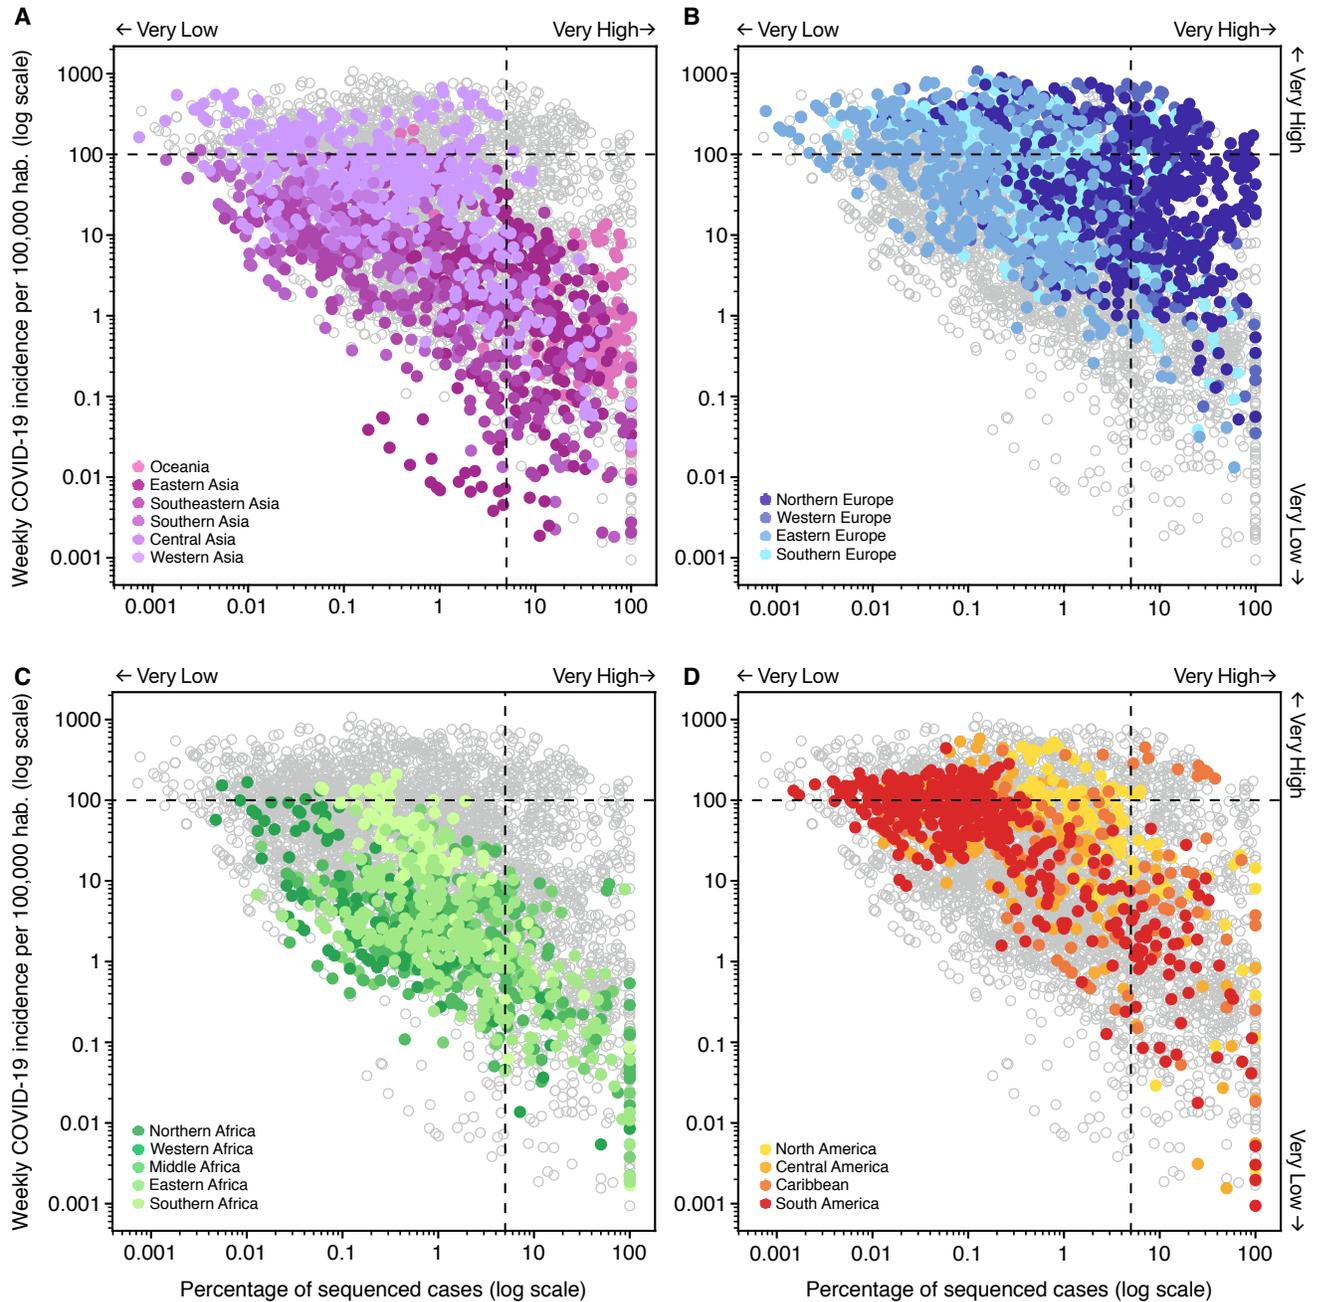 A
← Very Low
Very High→
Weekly COVID-19 incidence per 100,000 hab. (log scale)
1000
100
10
1
0.1
0.01
0.001
Oceania
Eastern Asia
Southeastern Asia
Southern Asia
Central Asia
Western Asia
0.001
0.01
0.1
1
10
100
B
← Very Low
Very High→
← Very High
Very Low →
1000
100
10
1
0.1
0.01
0.001
Northern Europe
Western Europe
Eastern Europe
Southern Europe
0.001
0.01
0.1
1
10
100
C
← Very Low
Very High→
Weekly COVID-19 incidence per 100,000 hab. (log scale)
1000
100
10
1
0.1
0.01
0.001
Northern Africa
Western Africa
Middle Africa
Eastern Africa
Southern Africa
0.001
0.01
0.1
1
10
100
Percentage of sequenced cases (log scale)
D
← Very Low
Very High→
← Very High
Very Low →
1000
100
10
1
0.1
0.01
0.001
North America
Central America
Caribbean
South America
0.001
0.01
0.1
1
10
100
Percentage of sequenced cases (log scale)